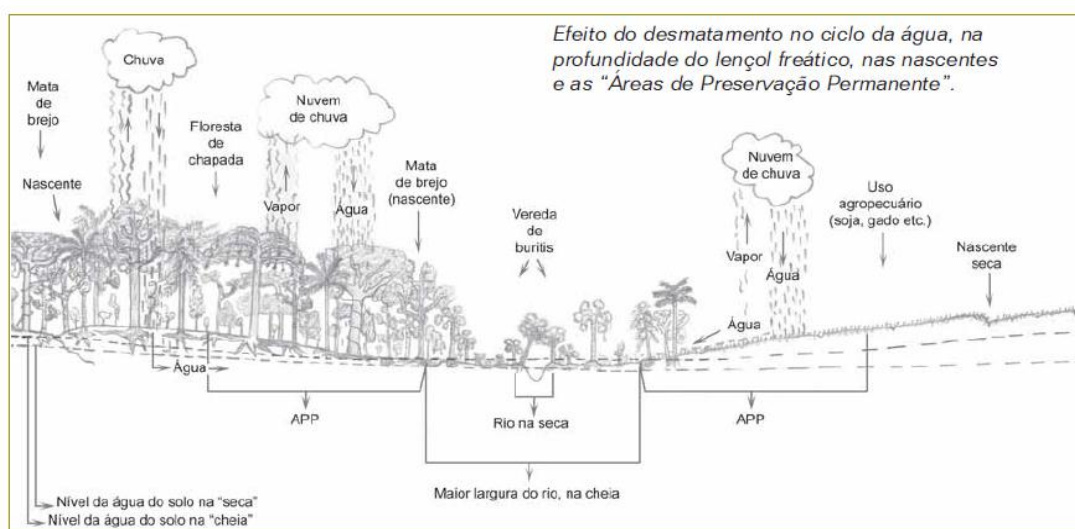 Efeito do desmatamento no ciclo da água, na
profundidade do lençol freático, nas nascentes
e as “Áreas de Preservação Permanente”.
Chuva
Mata
de brejo
Nascente
Floresta
de
chapada
Nuvem
de chuva
Vapor
Água
Mata
de brejo
(nascente)
Vereda
de
buritis
Nuvem
de chuva
Vapor
Água
Água
Uso
agropecuário
(soja, gado etc.)
Nascente
seca
Água
APP
Rio na seca
APP
Maior largura do rio, na cheia
Nível da água do solo na “seca”
Nível da água do solo na “cheia”